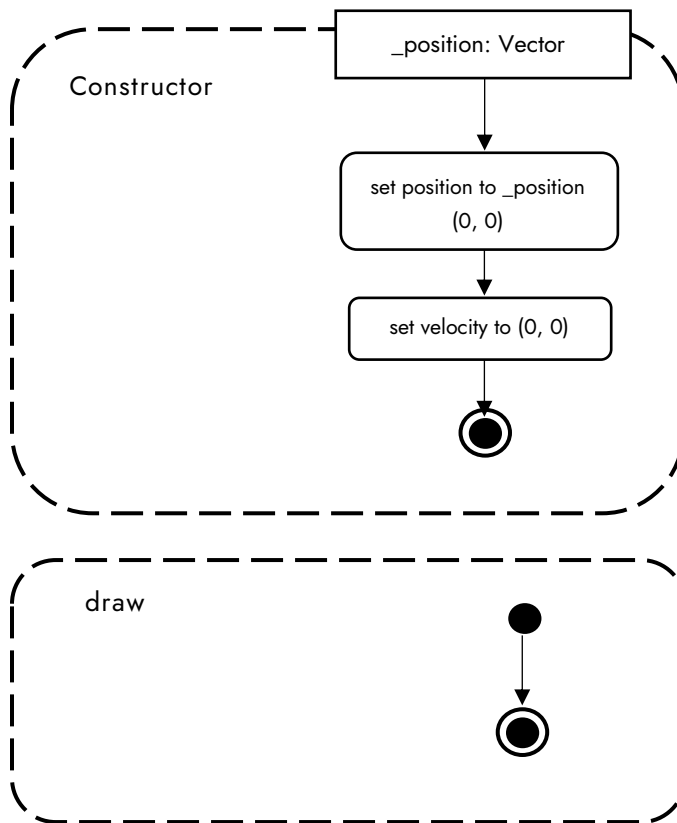 _position: Vector
Constructor
set position to _position
(0, 0)
set velocity to (0, 0)
draw